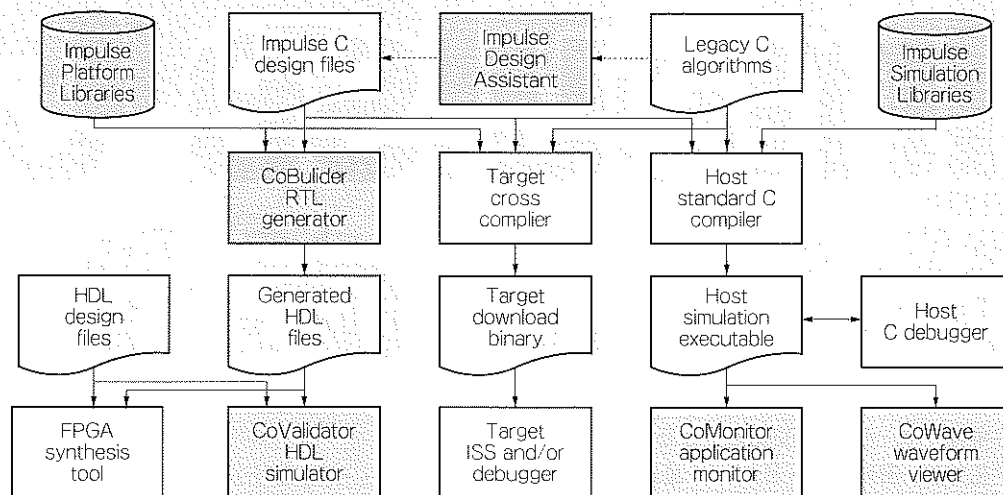 Impulse
Platform
Libraries
Impulse C
design files
Impulse
Design
Assistant
Legacy C
algorithms
Impulse
Simulation
Libraries
CoBulider
RTL
generator
Target
cross
complier
Host
standard C
compiler
HDL
design
files
Generated
HDL
files
Target
download
binary
Host
simulation
executable
Host
C debugger
FPGA
synthesis
tool
CoValidator
HDL
simulator
Target
ISS and/or
debugger
CoMonitor
application
monitor
CoWave
waveform
viewer